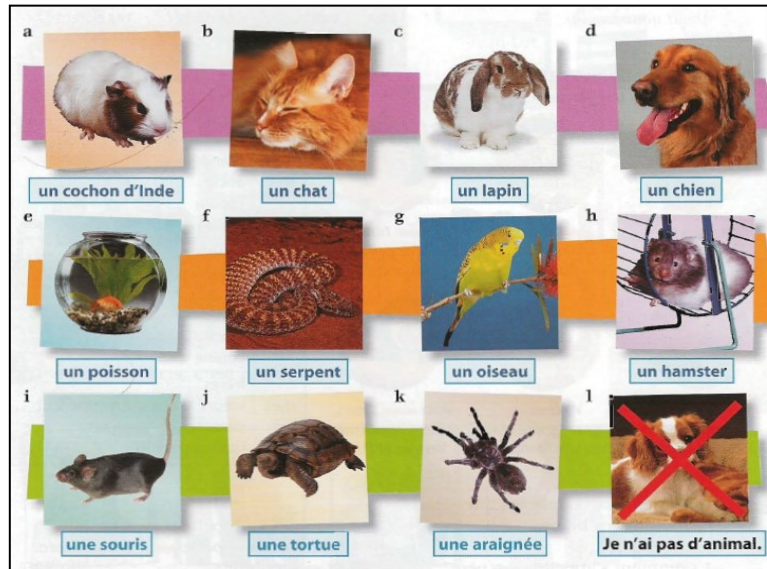 a b c d
un cochon d'Inde un chat un lapin un chien
e f g h
un poisson un serpent un oiseau un hamster
i j k l
une souris une tortue une araignée Je n'ai pas d'animal.